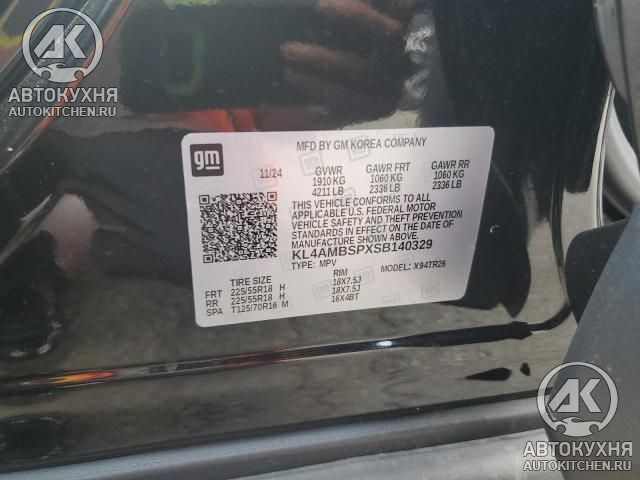 AK
АВТОКУХНЯ
AUTOKITCHEN.RU
gm
MFD BY GM KOREA COMPANY
11/24 GVWR GAWR FRT GAWR RR
1910 KG 1060 KG 1060 KG
4211 LB 2336 LB 2336 LB
THIS VEHICLE CONFORMS TO ALL
APPLICABLE U.S. FEDERAL MOTOR
VEHICLE SAFETY AND THEFT PREVENTION
STANDARDS IN EFFECT ON THE DATE OF
MANUFACTURE SHOWN ABOVE.
KL4AMBSPXSB140329
TYPE: MPV MODEL: X94TR26
TIRE SIZE RIM
FRT 225/55R18 H 18X7.5J
RR 225/55R18 H 18X7.5J
SPA T125/70R16 M 16X4BT
AK
АВТОКУХНЯ
AUTOKITCHEN.RU